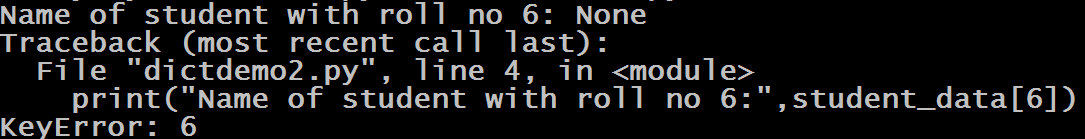 Name of student with roll no 6: None
Traceback (most recent call last):
  File "dictdemo2.py", line 4, in <module>
    print("Name of student with roll no 6:",student_data[6])
KeyError: 6